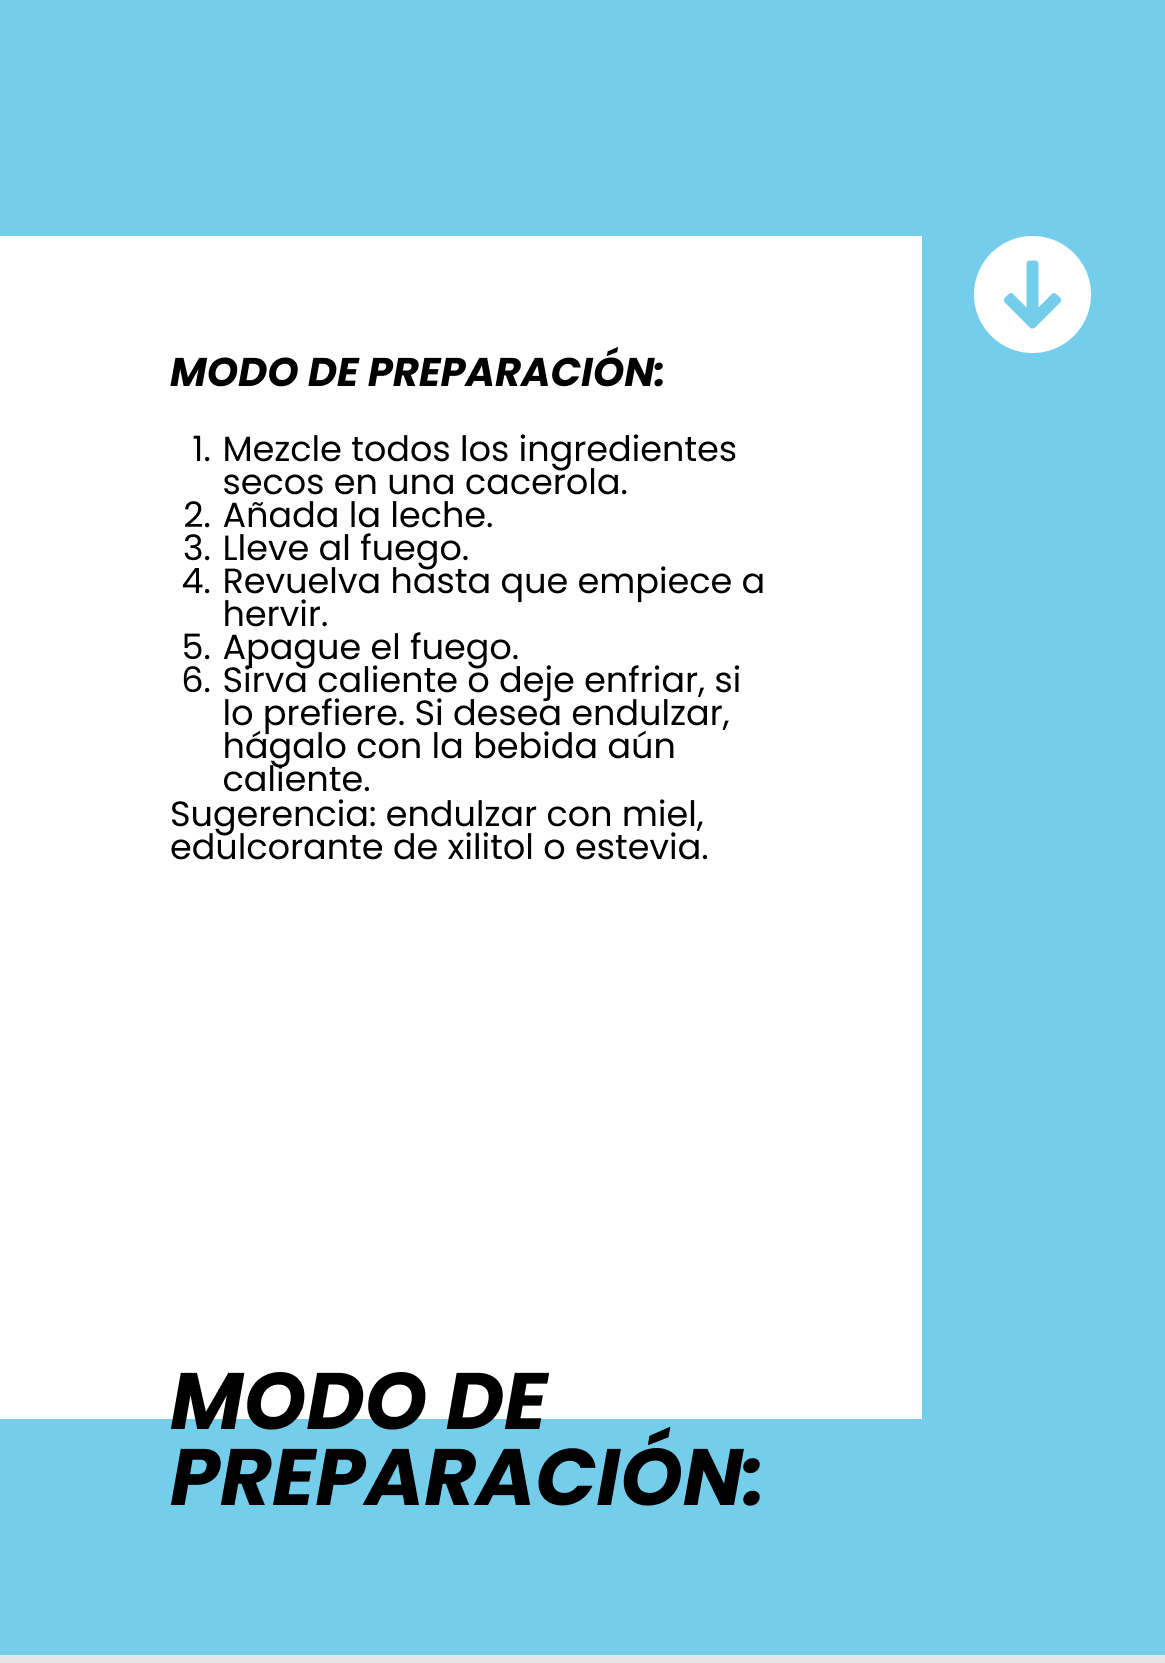 MODO DE PREPARACIÓN:
1. Mezcle todos los ingredientes
secos en una cacerola.
2. Añada la leche.
3. Lleve al fuego.
4. Revuelva hasta que empiece a
hervir.
5. Apague el fuego.
6. Sirva caliente o deje enfriar, si
lo prefiere. Si desea endulzar,
hágalo con la bebida aún
caliente.
Sugerencia: endulzar con miel,
edulcorante de xilitol o estevia.
MODO DE
PREPARACIÓN: